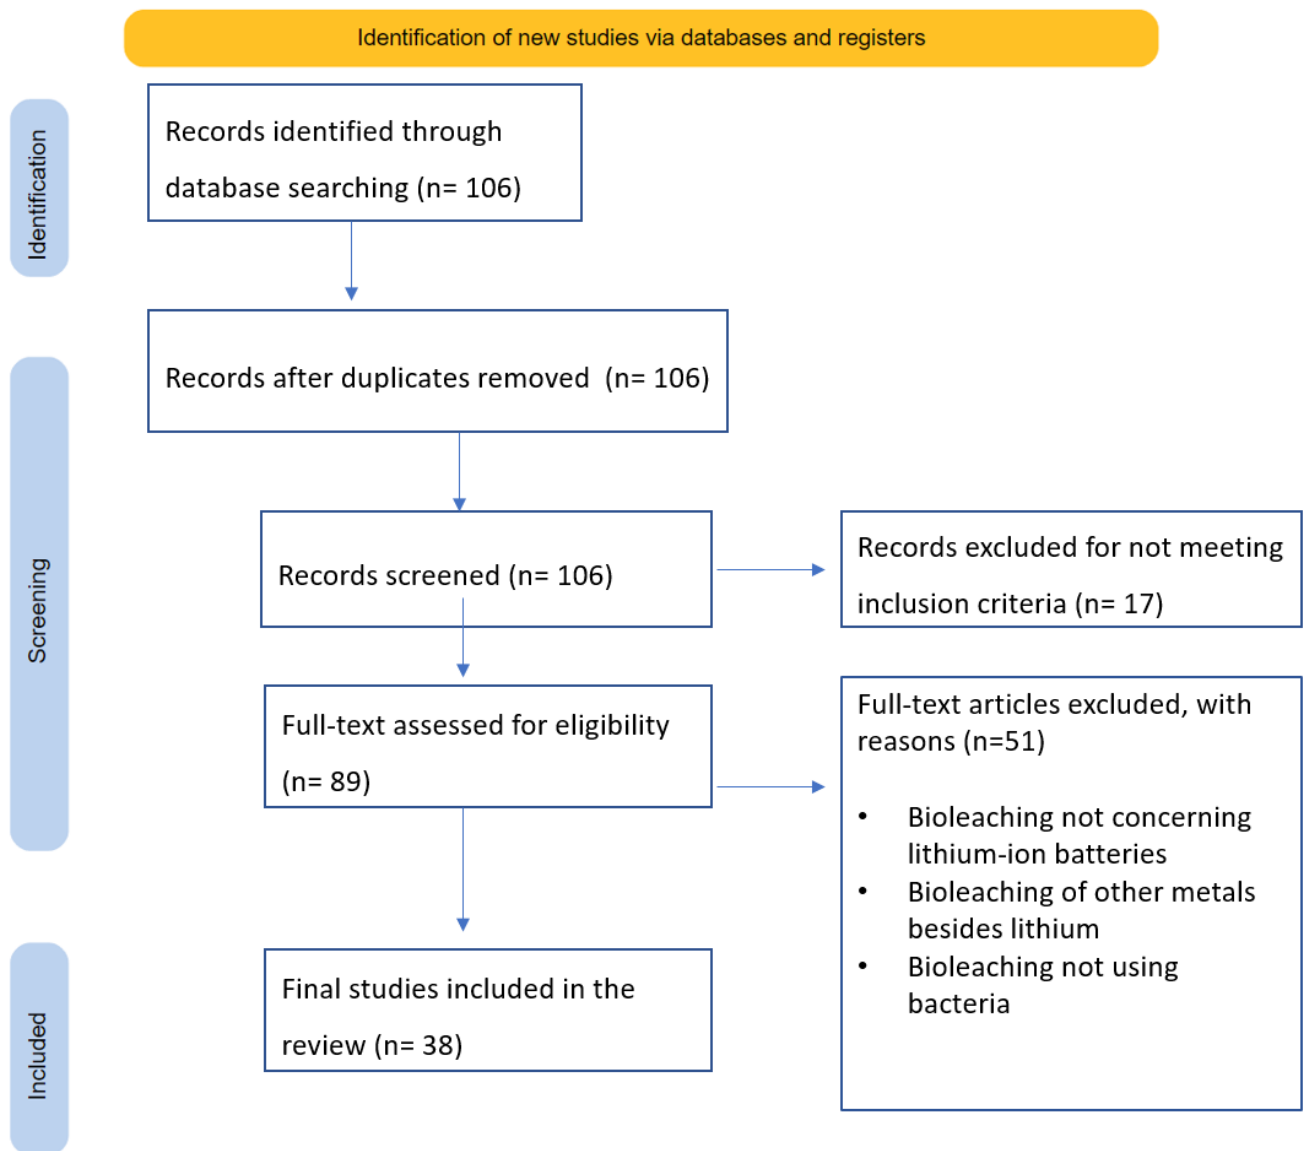 Identification of new studies via databases and registers
Identification
Records identified through
database searching (n= 106)
Screening
Records after duplicates removed  (n= 106)
Records screened (n= 106)
Records excluded for not meeting
inclusion criteria (n= 17)
Full-text assessed for eligibility
(n= 89)
Full-text articles excluded, with
reasons (n=51)
• Bioleaching not concerning
lithium-ion batteries
• Bioleaching of other metals
besides lithium
• Bioleaching not using
bacteria
Included
Final studies included in the
review (n= 38)